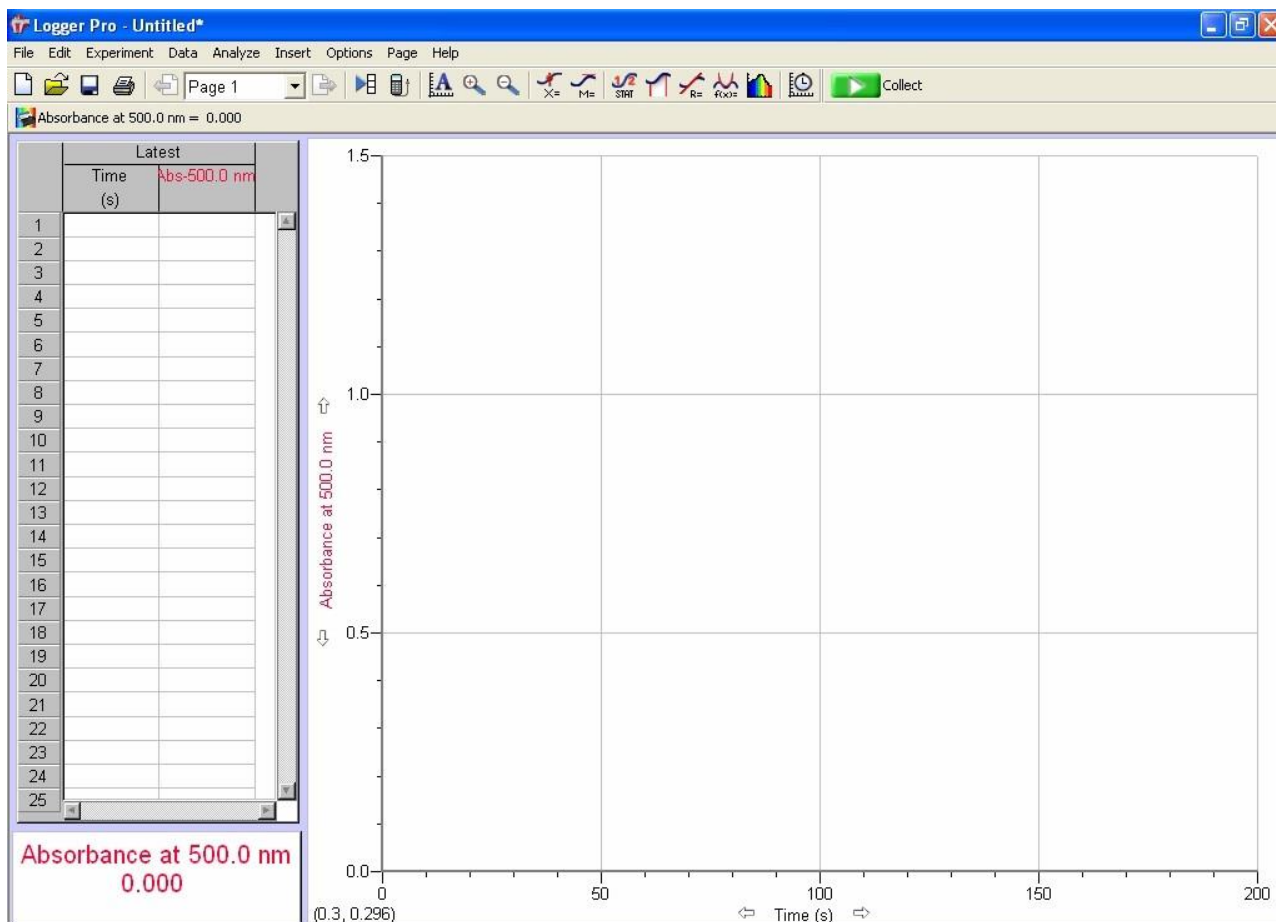 Logger Pro - Untitled*
File Edit Experiment Data Analyze Insert Options Page Help
Page 1 X= M= 1/2 STAT R= f(x)= Collect
Absorbance at 500.0 nm = 0.000
Latest
Time Abs-500.0 nm
(s)
1
2
3
4
5
6
7
8
9
10
11
12
13
14
15
16
17
18
19
20
21
22
23
24
25
Absorbance at 500.0 nm
0.000
1.5
1.0
0.5
0.0
Absorbance at 500.0 nm
0 50 100 150 200
(0.3, 0.296) Time (s)